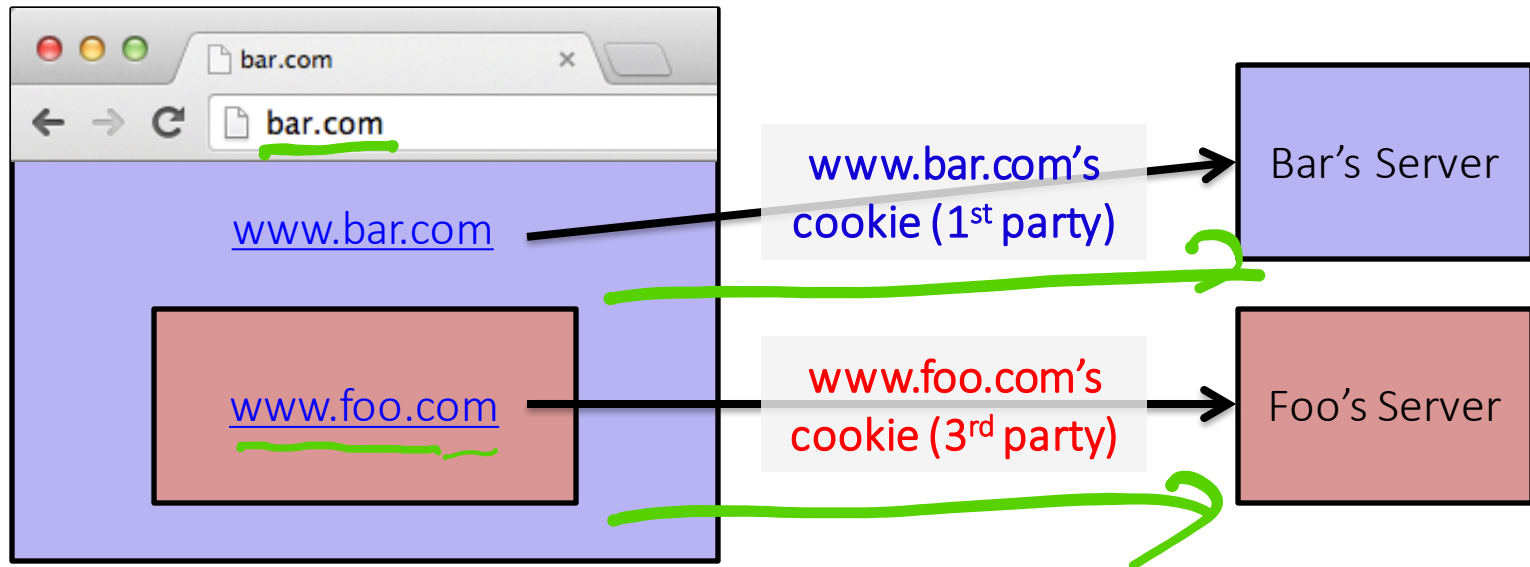 bar.com
bar.com
www.bar.com
www.bar.com's
cookie (1st party)
Bar's Server
www.foo.com
www.foo.com's
cookie (3rd party)
Foo's Server